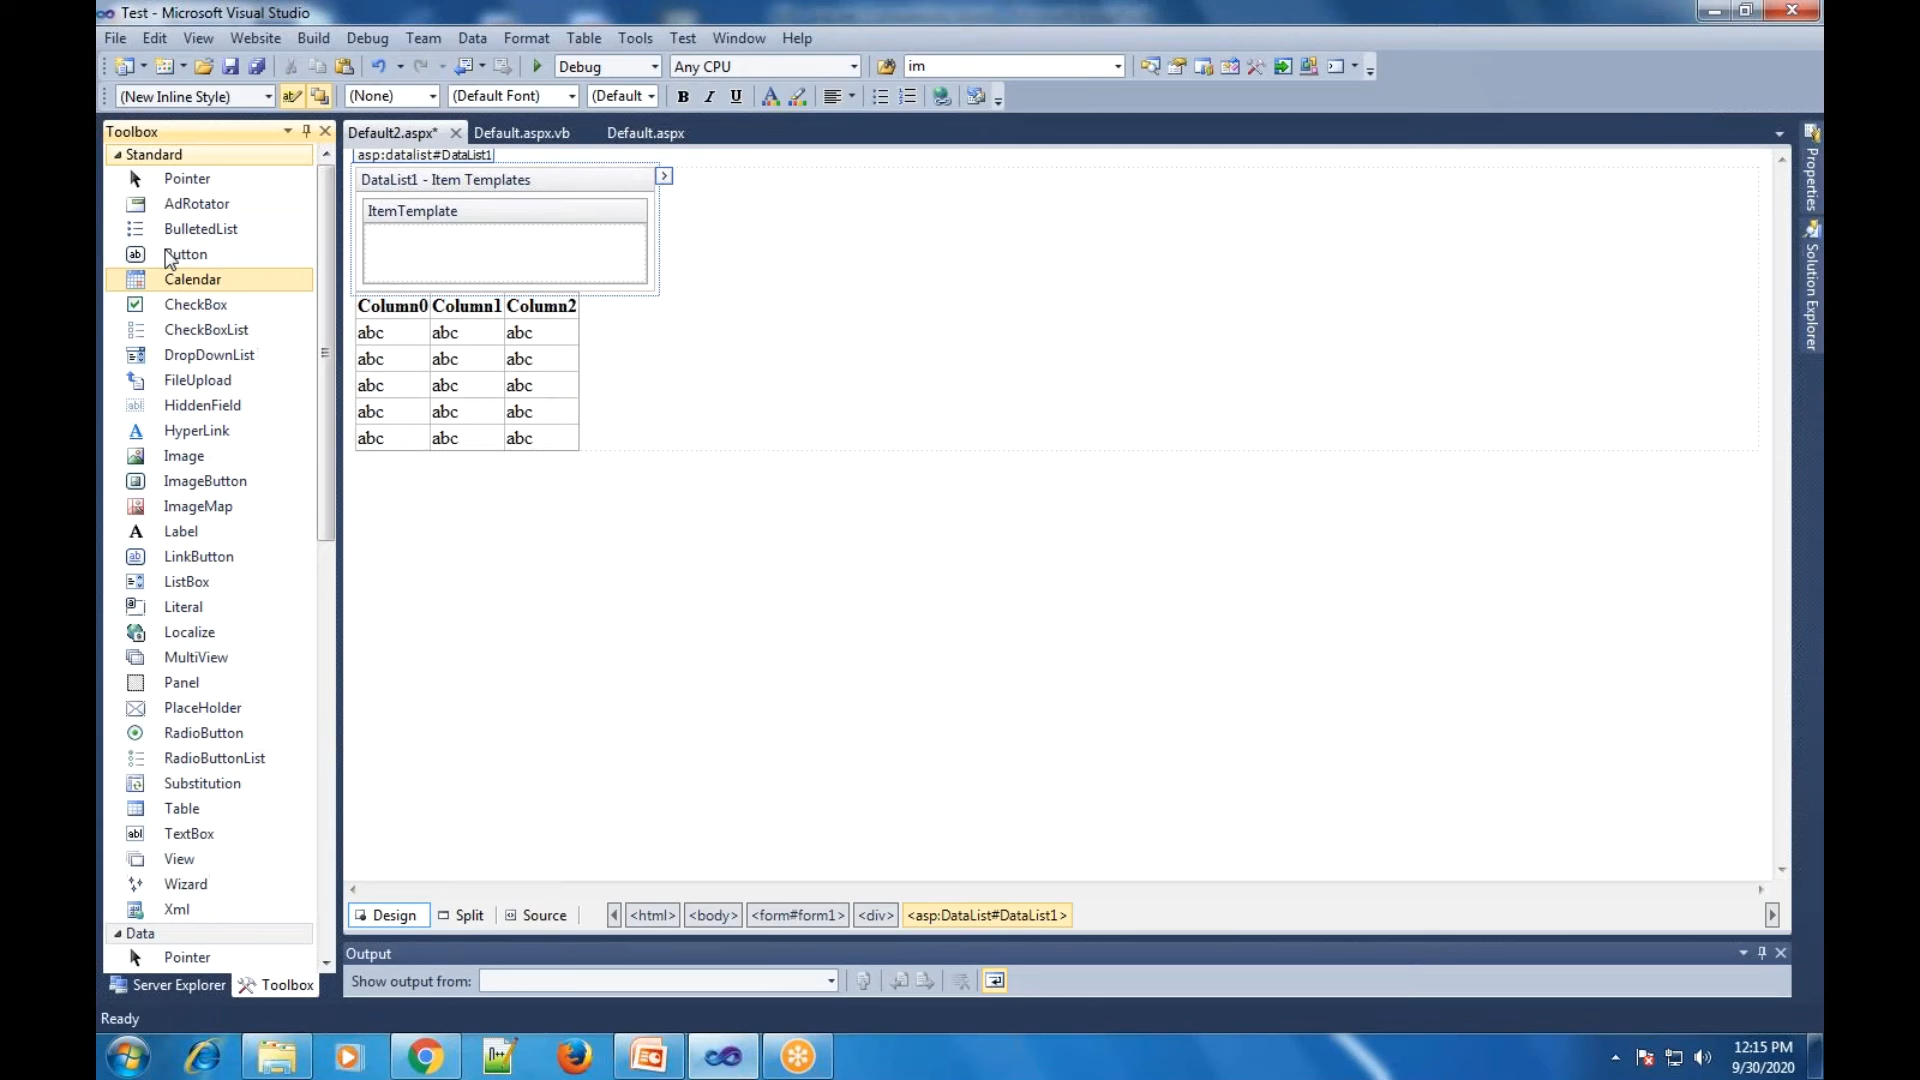 Test - Microsoft Visual Studio
File Edit View Website Build Debug Team Data Format Table Tools Test Window Help
Debug Any CPU im
(New Inline Style) (None) (Default Font) (Default B I U
Toolbox
Standard
Pointer
AdRotator
BulletedList
Button
Calendar
CheckBox
CheckBoxList
DropDownList
FileUpload
HiddenField
HyperLink
Image
ImageButton
ImageMap
Label
LinkButton
ListBox
Literal
Localize
MultiView
Panel
PlaceHolder
RadioButton
RadioButtonList
Substitution
Table
TextBox
View
Wizard
Xml
Data
Pointer
Server Explorer Toolbox
Default2.aspx* Default.aspx.vb Default.aspx
asp:datalist#DataList1
DataList1 - Item Templates
ItemTemplate
Column0 Column1 Column2
abc abc abc
abc abc abc
abc abc abc
abc abc abc
abc abc abc
Design Split Source <html> <body> <form#form1> <div> <asp:DataList#DataList1>
Output
Show output from:
Properties
Solution Explorer
Ready
12:15 PM
9/30/2020